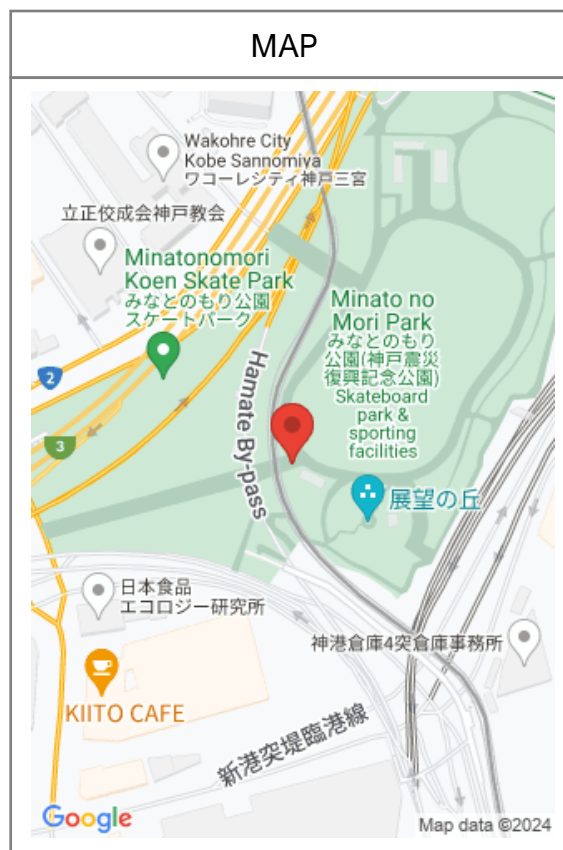 MAP
Wakohre City
Kobe Sannomiya
ワコーレシティ神戸三宮
立正佼成会神戸教会
Minatonomori
Koen Skate Park
みなとのもり公園
スケートパーク
Minato no
Mori Park
みなとのもり
公園(神戸震災
復興記念公園)
Skateboard
park &
sporting
facilities
2
3
Hamate By-pass
展望の丘
日本食品
エコロジー研究所
神港倉庫4突倉庫事務所
KIITO CAFE
新港突堤臨港線
Google
Map data ©2024